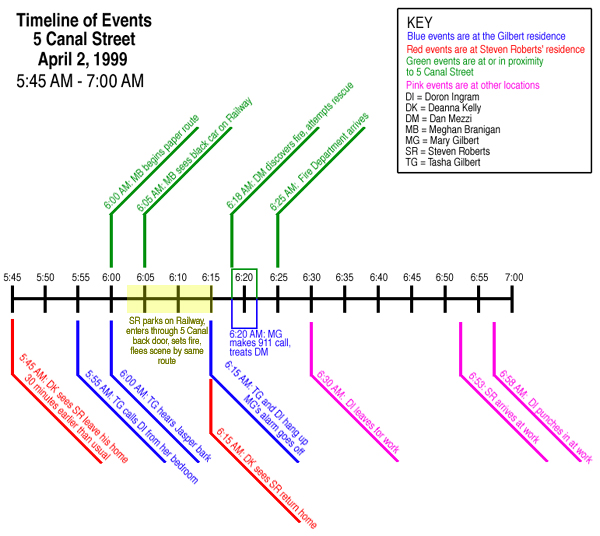 Timeline of Events
5 Canal Street
April 2, 1999
5:45 AM - 7:00 AM
KEY
Blue events are at the Gilbert residence
Red events are at Steven Roberts' residence
Green events are at or in proximity
to 5 Canal Street
Pink events are at other locations
DI = Doron Ingram
DK = Deanna Kelly
DM = Dan Mezzi
MB = Meghan Branigan
MG = Mary Gilbert
SR = Steven Roberts
TG = Tasha Gilbert
6:00 AM: MB begins paper route
6:05 AM: MB sees black car on Railway
6:18 AM: DM discovers fire, attempts rescue
6:25 AM: Fire Department arrives
5:45 5:50 5:55 6:00 6:05 6:10 6:15 6:20 6:25 6:30 6:35 6:40 6:45 6:50 6:55 7:00
SR parks on Railway,
enters through 5 Canal
back door, sets fire,
flees scene by same
route
6:20 AM: MG
makes 911 call,
treats DM
5:45 AM: DK sees SR leave his home
30 minutes earlier than usual
5:55 AM: TG calls DI from her bedroom
6:00 AM: TG hears Jasper bark
6:15 AM: TG and DI hang up
MG's alarm goes off
6:15 AM: DK sees SR return home
6:30 AM: DI leaves for work
6:53: SR arrives at work
6:58 AM: DI punches in at work